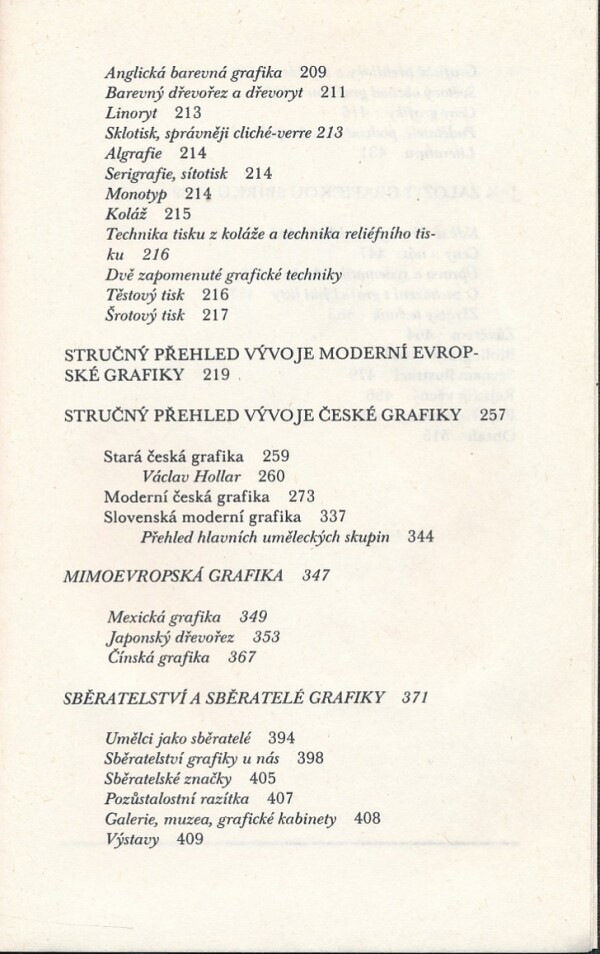 Anglická barevná grafika 209
Barevný dřevořez a dřevoryt 211
Linoryt 213
Sklotisk, správněji cliché-verre 213
Algrafie 214
Serigrafie, sítotisk 214
Monotyp 214
Koláž 215
Technika tisku z koláže a technika reliéfního tis-
ku 216
Dvě zapomenuté grafické techniky
Těstový tisk 216
Šrotový tisk 217
STRUČNÝ PŘEHLED VÝVOJE MODERNÍ EVROP-
SKÉ GRAFIKY 219
STRUČNÝ PŘEHLED VÝVOJE ČESKÉ GRAFIKY 257
Stará česká grafika 259
Václav Hollar 260
Moderní česká grafika 273
Slovenská moderní grafika 337
Přehled hlavních uměleckých skupin 344
MIMOEVROPSKÁ GRAFIKA 347
Mexická grafika 349
Japonský dřevořez 353
Čínská grafika 367
SBĚRATELSTVÍ A SBĚRATELÉ GRAFIKY 371
Umělci jako sběratelé 394
Sběratelství grafiky u nás 398
Sběratelské značky 405
Pozůstalostní razítka 407
Galerie, muzea, grafické kabinety 408
Výstavy 409